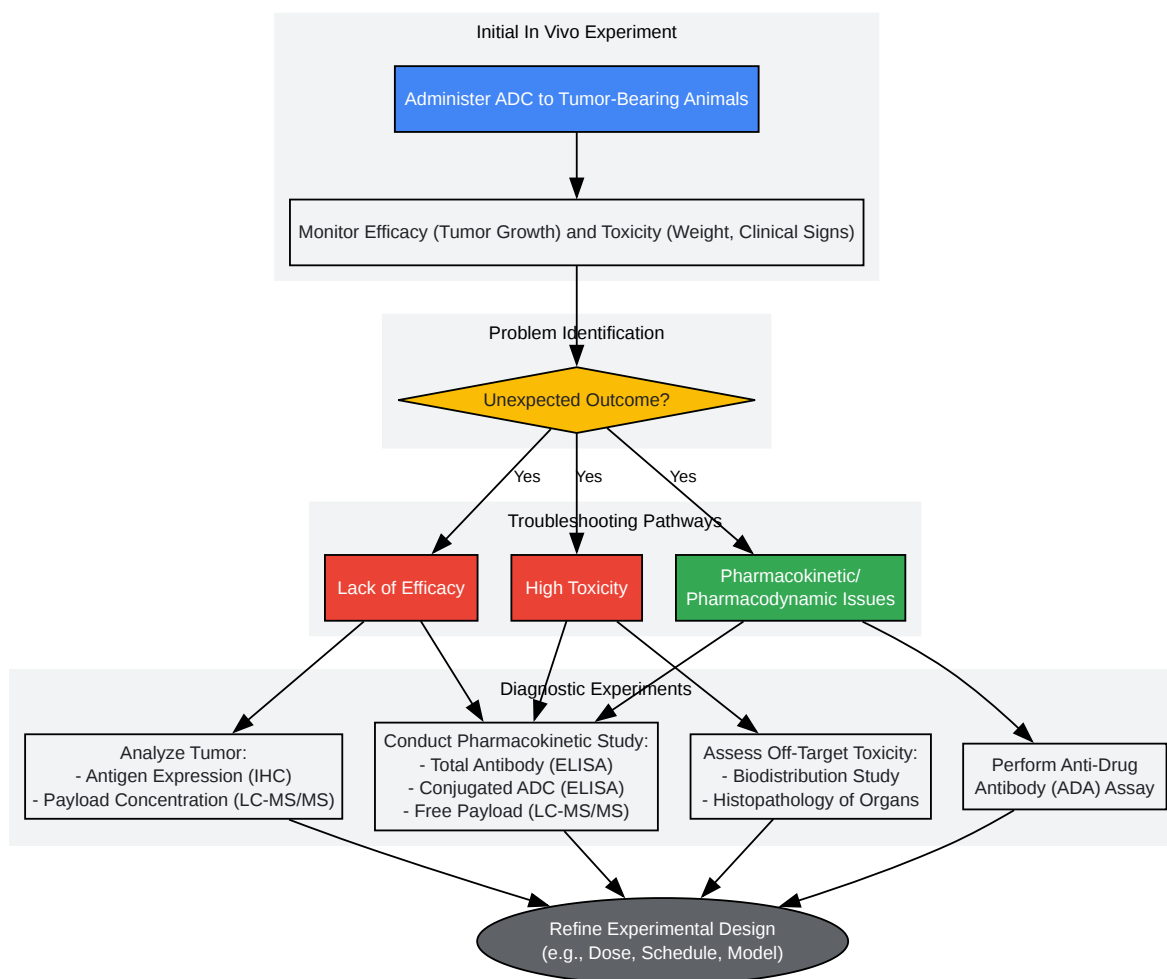 Initial In Vivo Experiment
Administer ADC to Tumor-Bearing Animals
Monitor Efficacy (Tumor Growth) and Toxicity (Weight, Clinical Signs)
Problem Identification
Unexpected Outcome?
Yes
Yes
Yes
Troubleshooting Pathways
Lack of Efficacy
High Toxicity
Pharmacokinetic/
Pharmacodynamic Issues
Diagnostic Experiments
Analyze Tumor:
- Antigen Expression (IHC)
- Payload Concentration (LC-MS/MS)
Conduct Pharmacokinetic Study:
- Total Antibody (ELISA)
- Conjugated ADC (ELISA)
- Free Payload (LC-MS/MS)
Assess Off-Target Toxicity:
- Biodistribution Study
- Histopathology of Organs
Perform Anti-Drug
Antibody (ADA) Assay
Refine Experimental Design
(e.g., Dose, Schedule, Model)